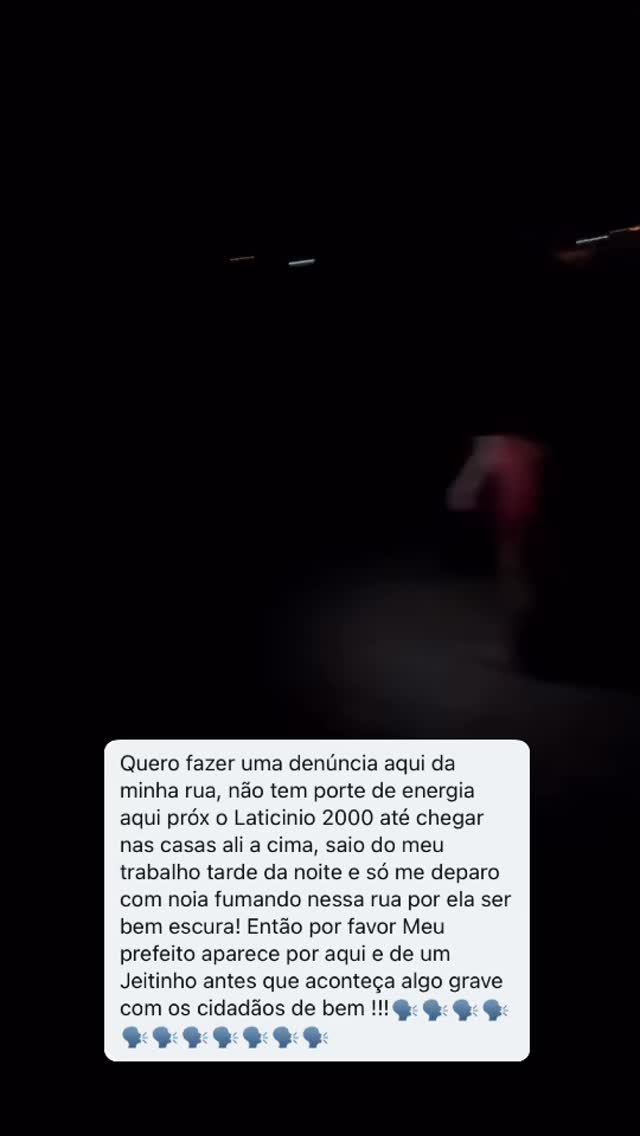 Quero fazer uma denúncia aqui da
minha rua, não tem porte de energia
aqui próx o Laticinio 2000 até chegar
nas casas ali a cima, saio do meu
trabalho tarde da noite e só me deparo
com noia fumando nessa rua por ela ser
bem escura! Então por favor Meu
prefeito aparece por aqui e de um
Jeitinho antes que aconteça algo grave
com os cidadãos de bem !!!🗣️🗣️🗣️🗣️
🗣️🗣️🗣️🗣️🗣️🗣️🗣️